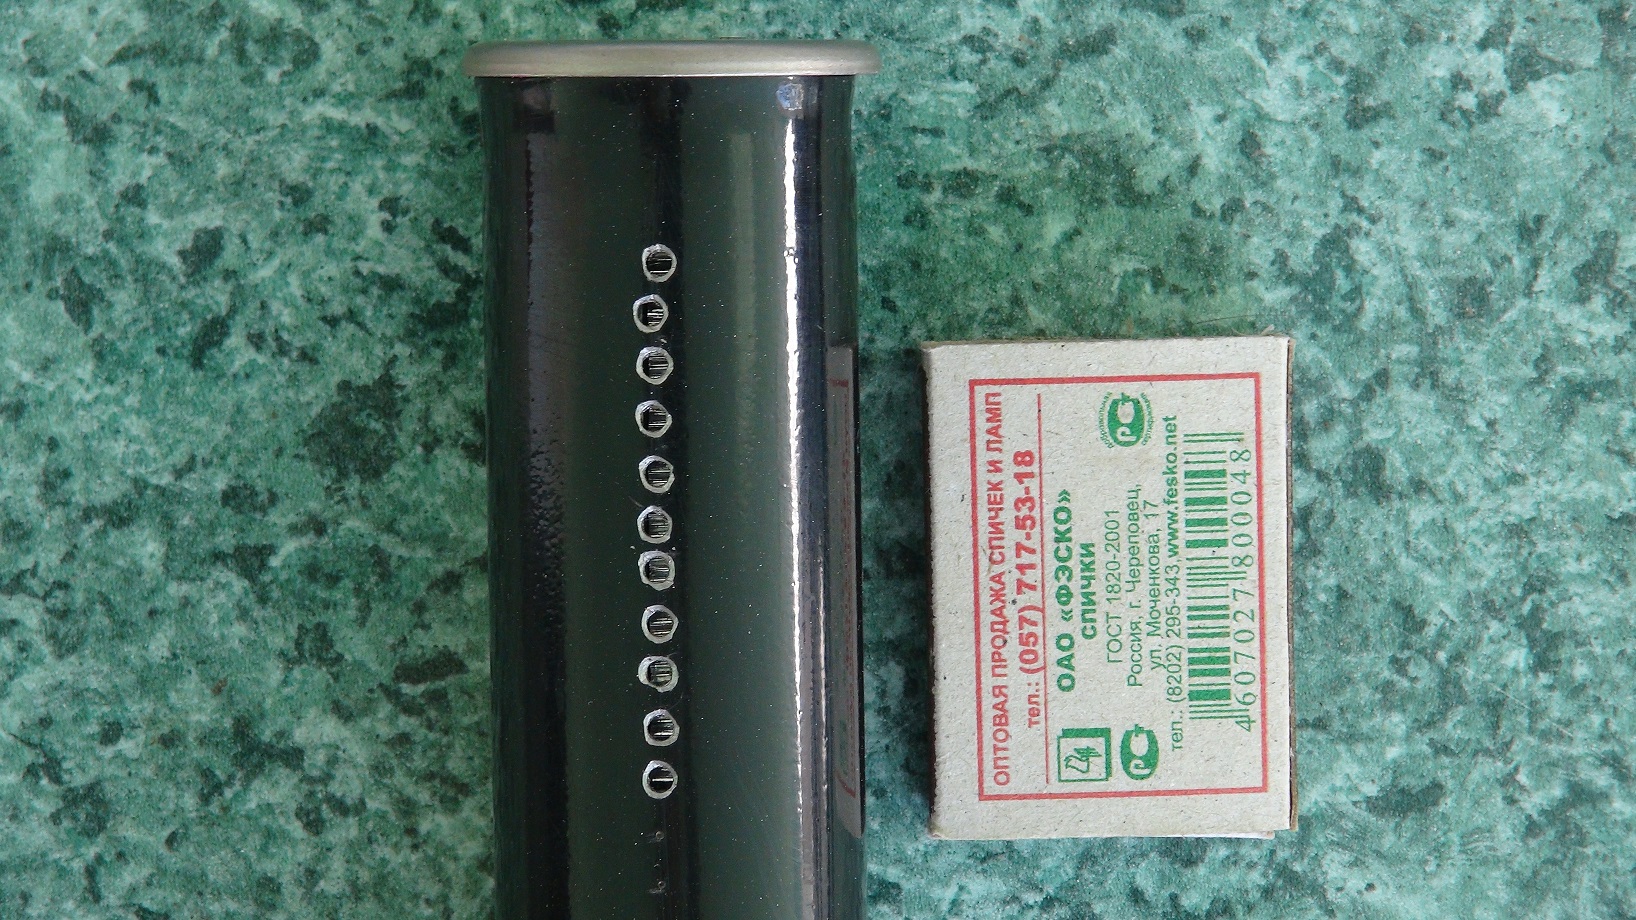 ОПТОВАЯ ПРОДАЖА СПИЧЕК И ЛАМП
тел.: (057) 717-53-18
ОАО «ФЭСКО»
СПИЧКИ
ГОСТ 1820-2001
Россия, г. Череповец,
ул. Моченкова, 17
тел.: (8202) 295-343, www.fesko.net
4607027800048